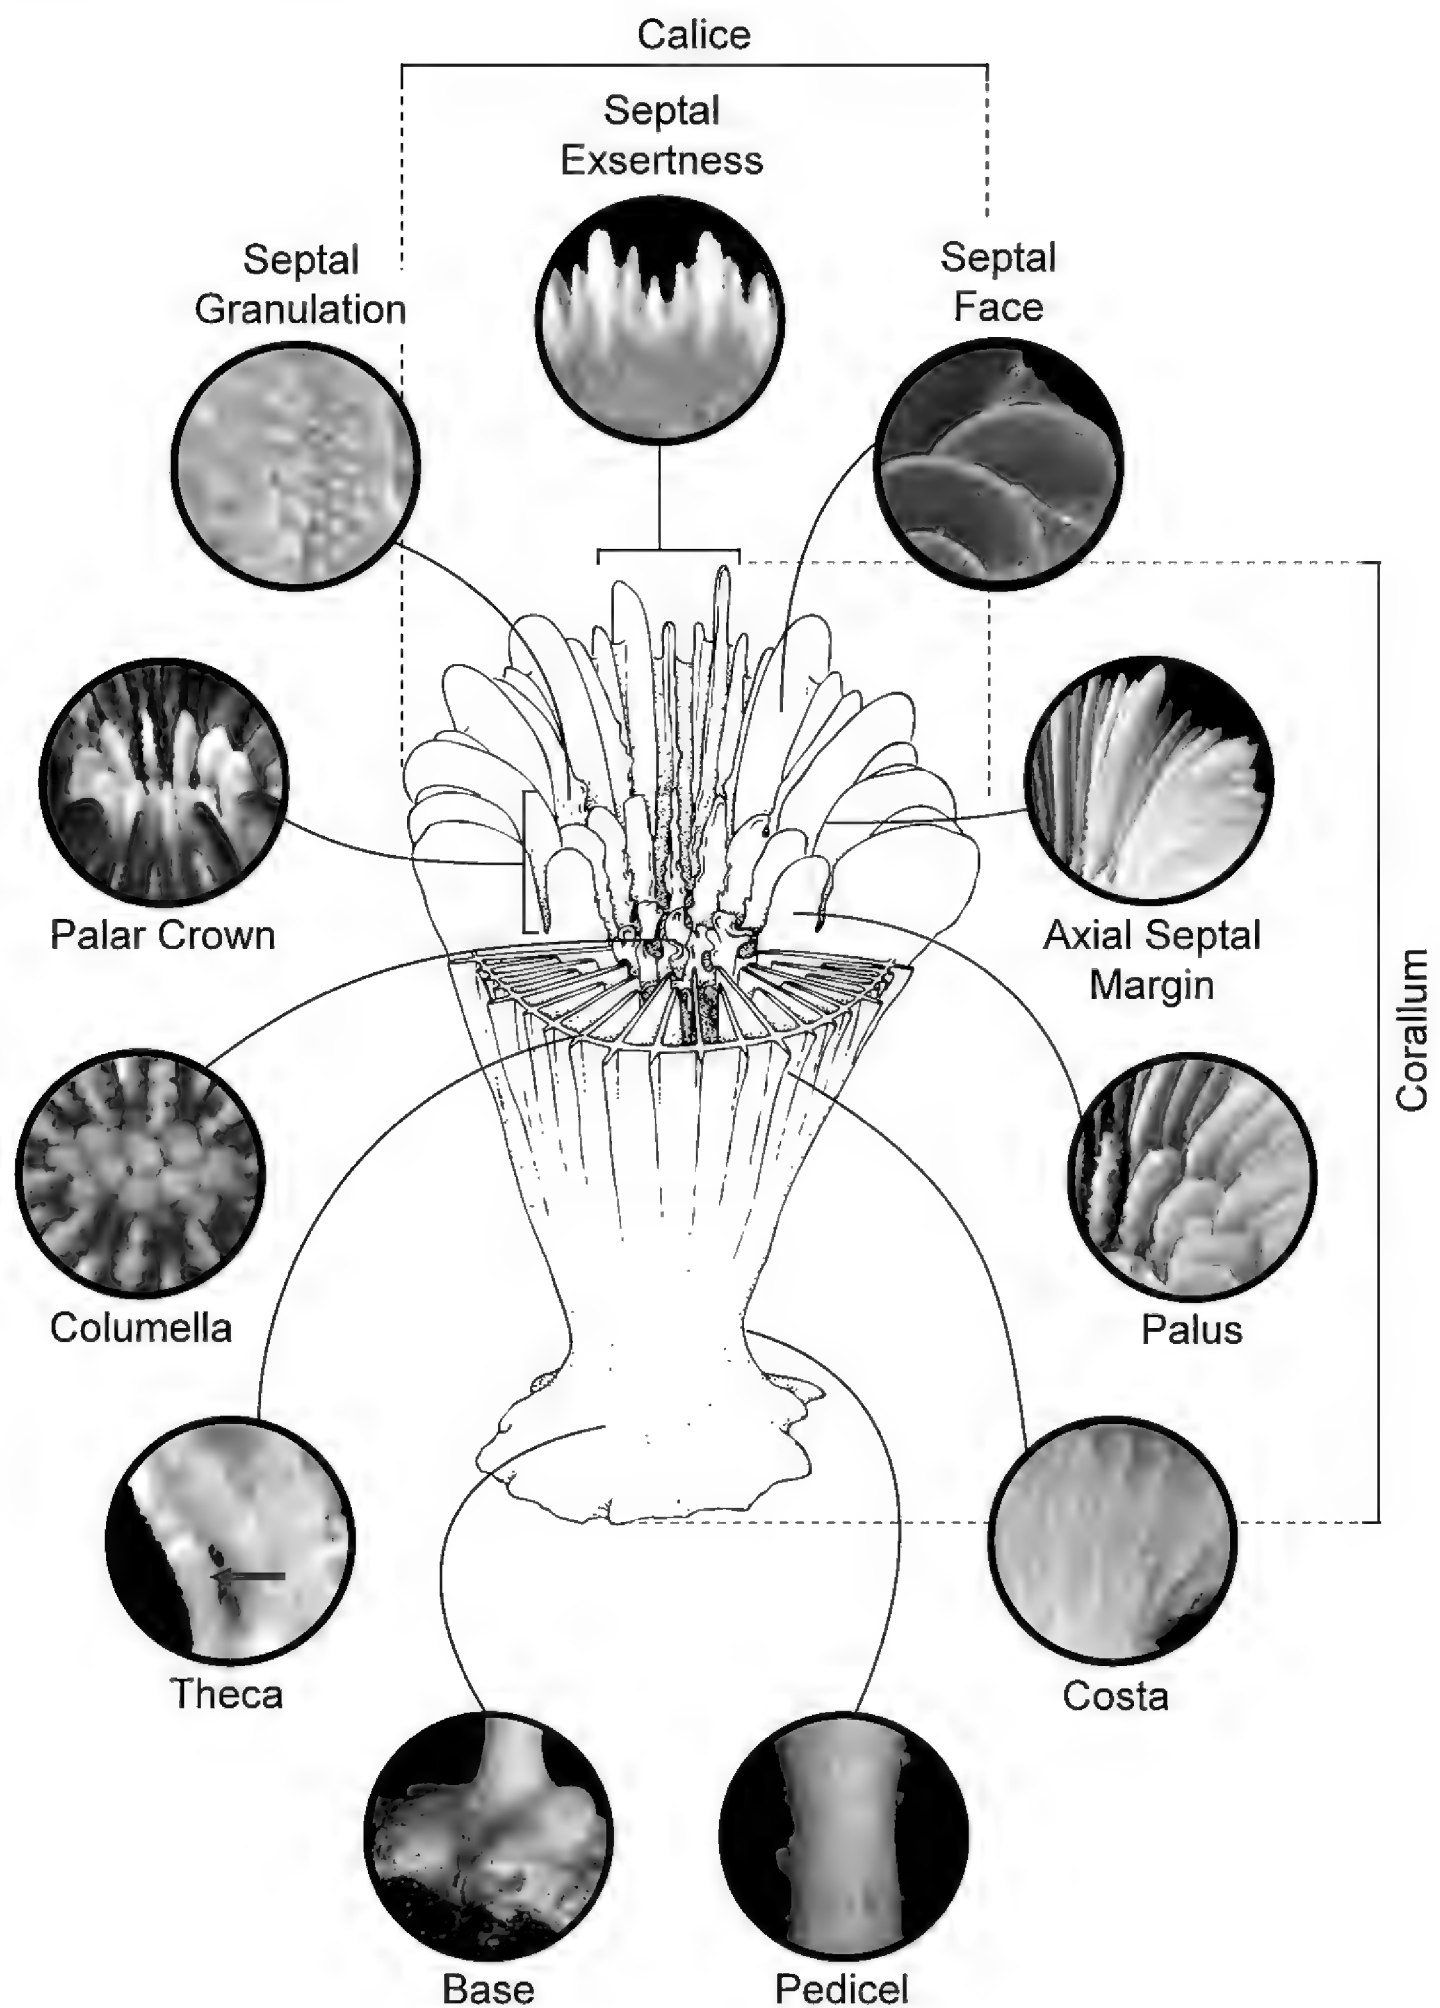 Calice
Septal
Exsertness
Septal
Granulation
Septal
Face
Palar Crown
Axial Septal
Margin
Corallum
Columella
Palus
Theca
Costa
Base
Pedicel